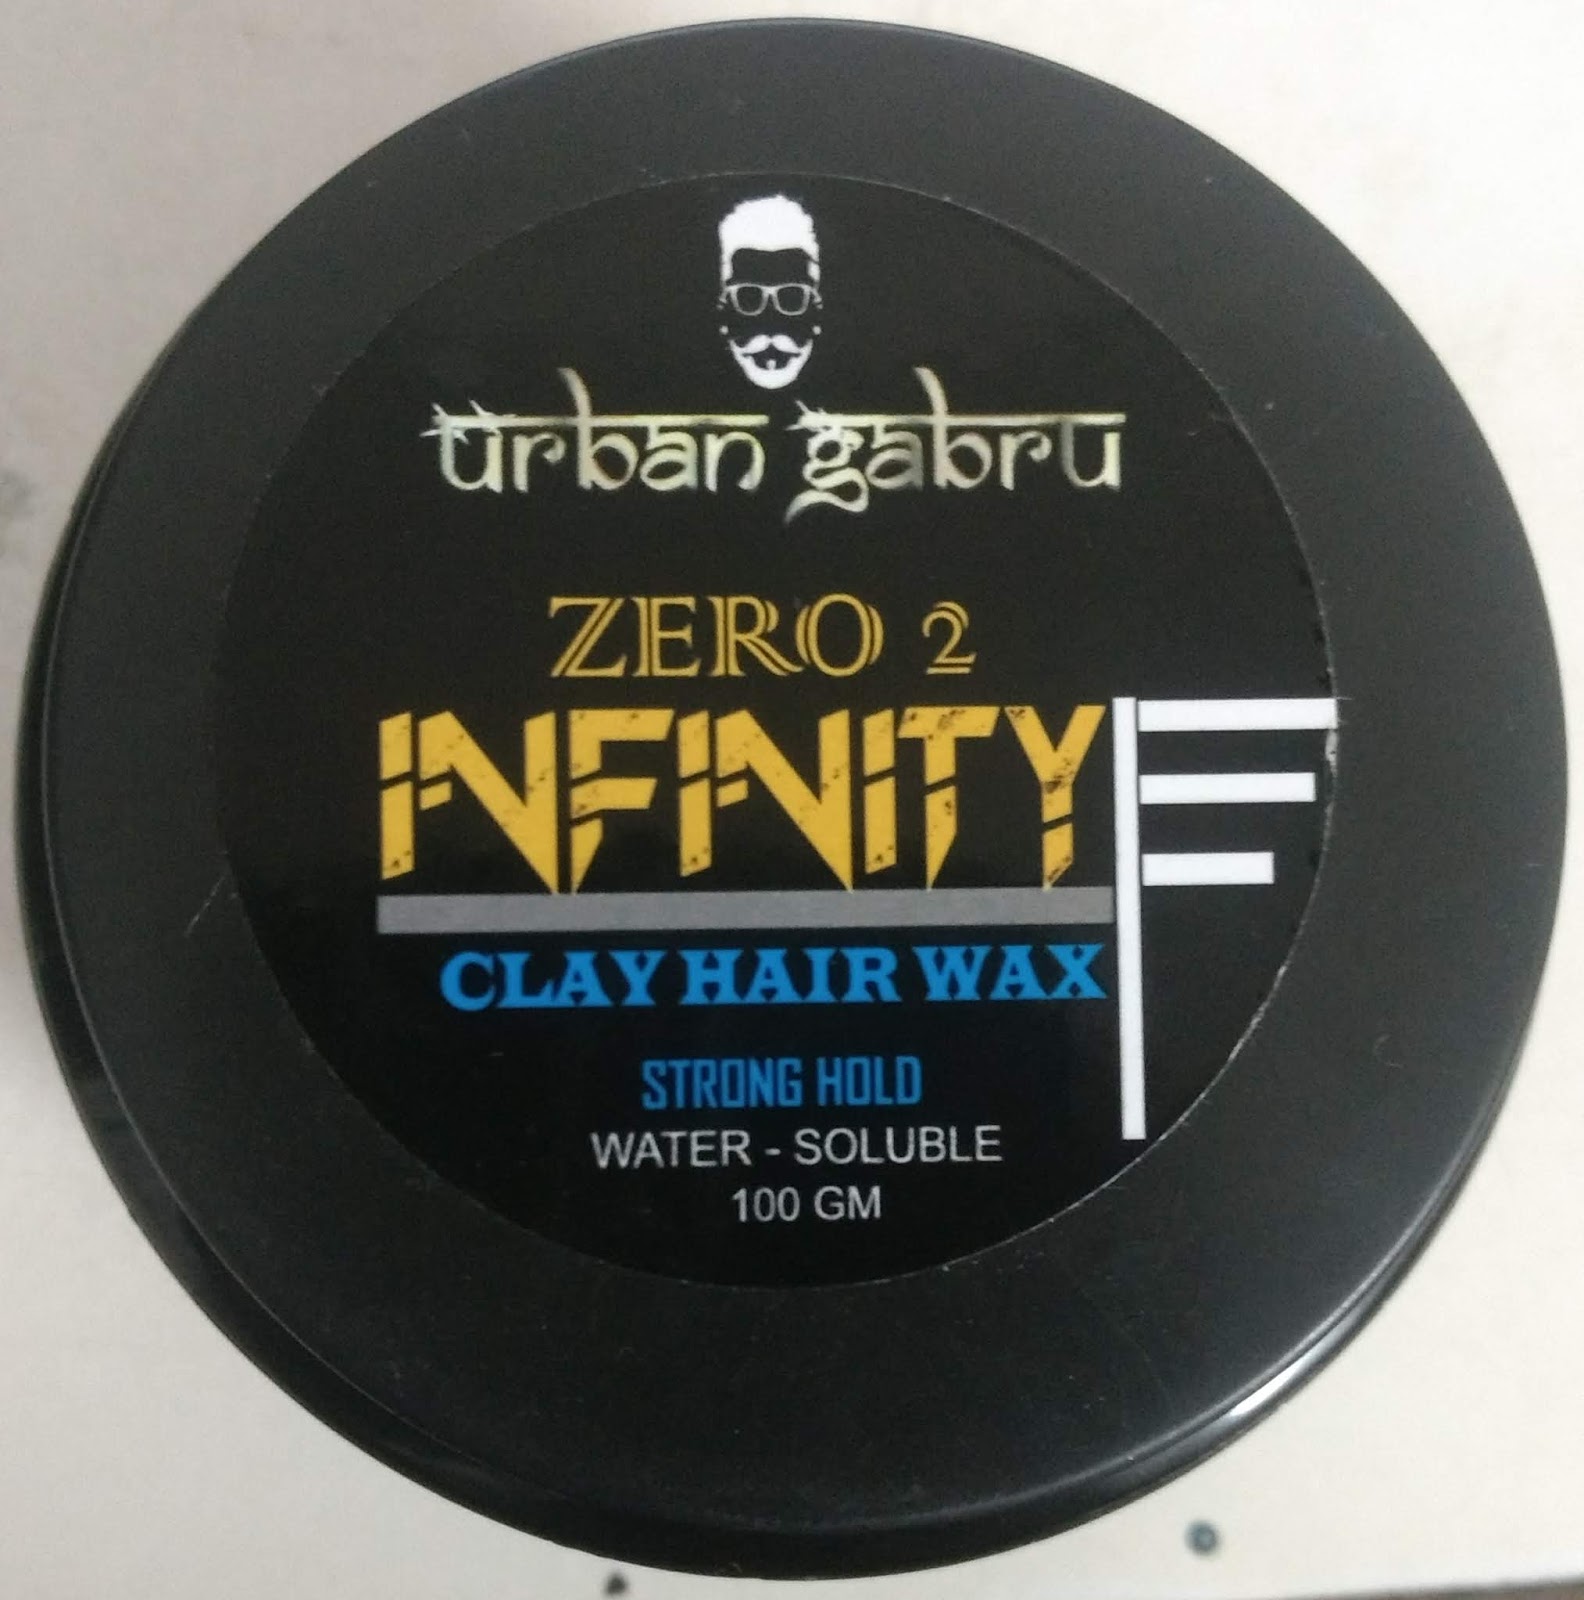 urban gabru
ZERO 2
INFINITY
CLAY HAIR WAX
STRONG HOLD
WATER - SOLUBLE
100 GM